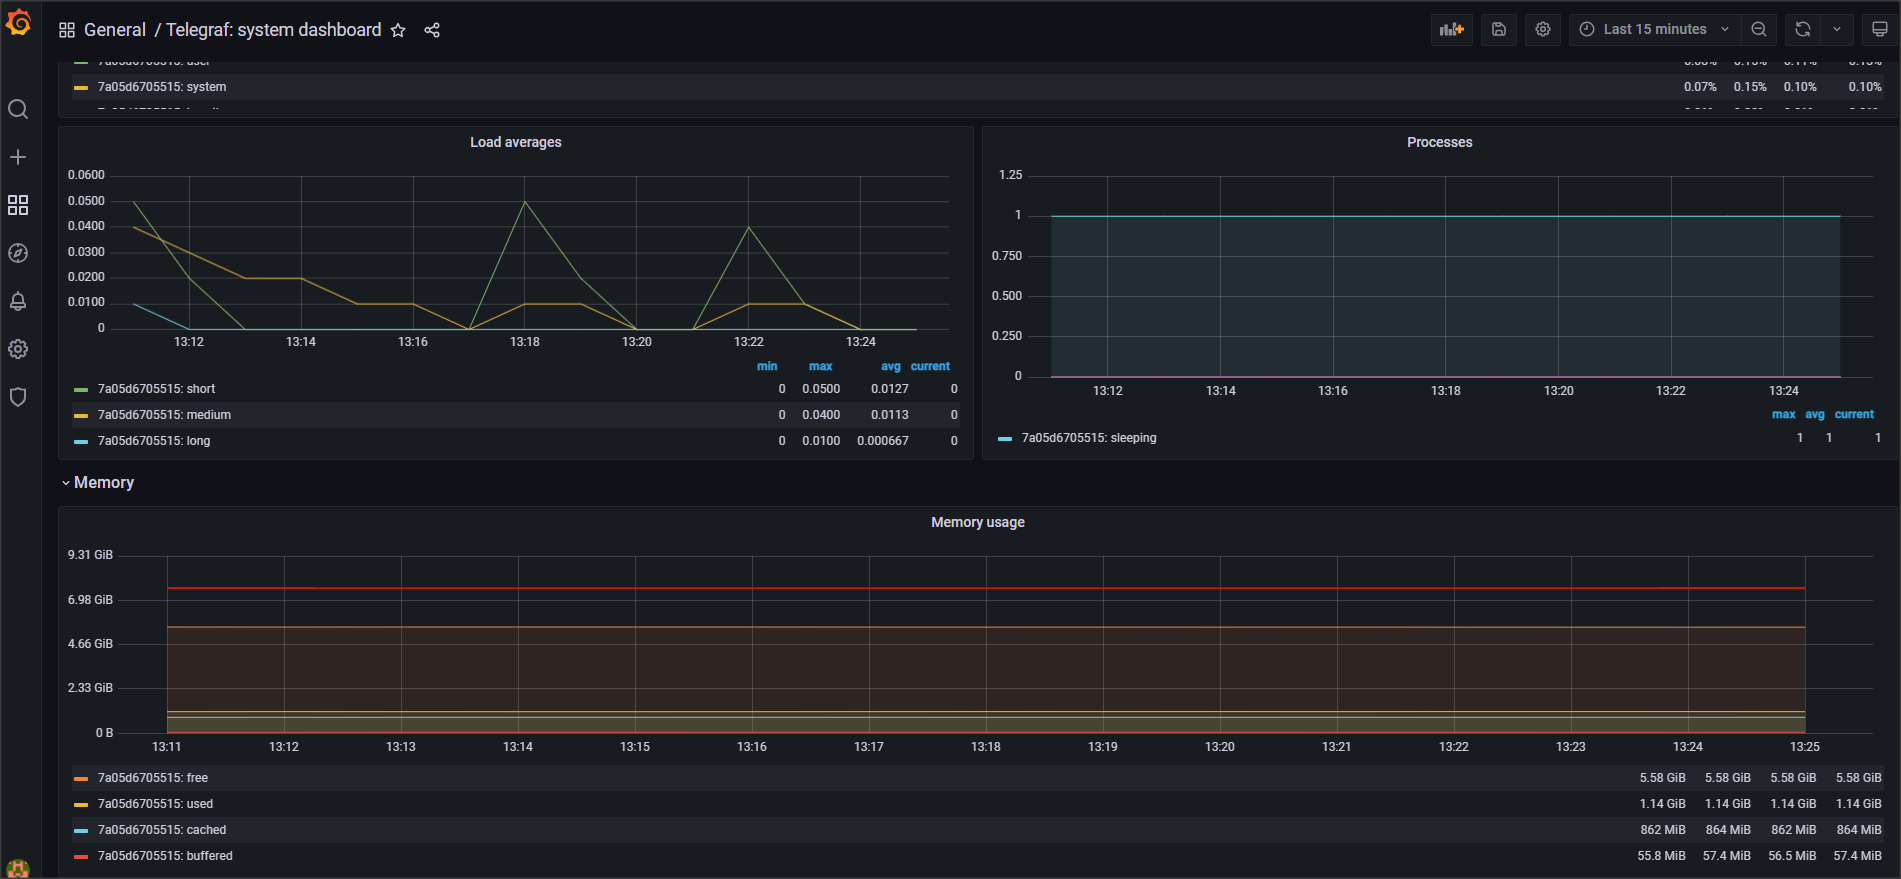 General / Telegraf: system dashboard
Last 15 minutes
7a05d6705515: user
7a05d6705515: system 0.07% 0.15% 0.10% 0.10%
Load averages
0.0600
0.0500
0.0400
0.0300
0.0200
0.0100
0
13:12 13:14 13:16 13:18 13:20 13:22 13:24
min max avg current
7a05d6705515: short 0 0.0500 0.0127 0
7a05d6705515: medium 0 0.0400 0.0113 0
7a05d6705515: long 0 0.0100 0.000667 0
Processes
1.25
1
0.750
0.500
0.250
0
13:12 13:14 13:16 13:18 13:20 13:22 13:24
max avg current
7a05d6705515: sleeping 1 1 1
Memory
Memory usage
9.31 GiB
6.98 GiB
4.66 GiB
2.33 GiB
0 B
13:11 13:12 13:13 13:14 13:15 13:16 13:17 13:18 13:19 13:20 13:21 13:22 13:23 13:24 13:25
7a05d6705515: free 5.58 GiB 5.58 GiB 5.58 GiB 5.58 GiB
7a05d6705515: used 1.14 GiB 1.14 GiB 1.14 GiB 1.14 GiB
7a05d6705515: cached 862 MiB 864 MiB 862 MiB 864 MiB
7a05d6705515: buffered 55.8 MiB 57.4 MiB 56.5 MiB 57.4 MiB